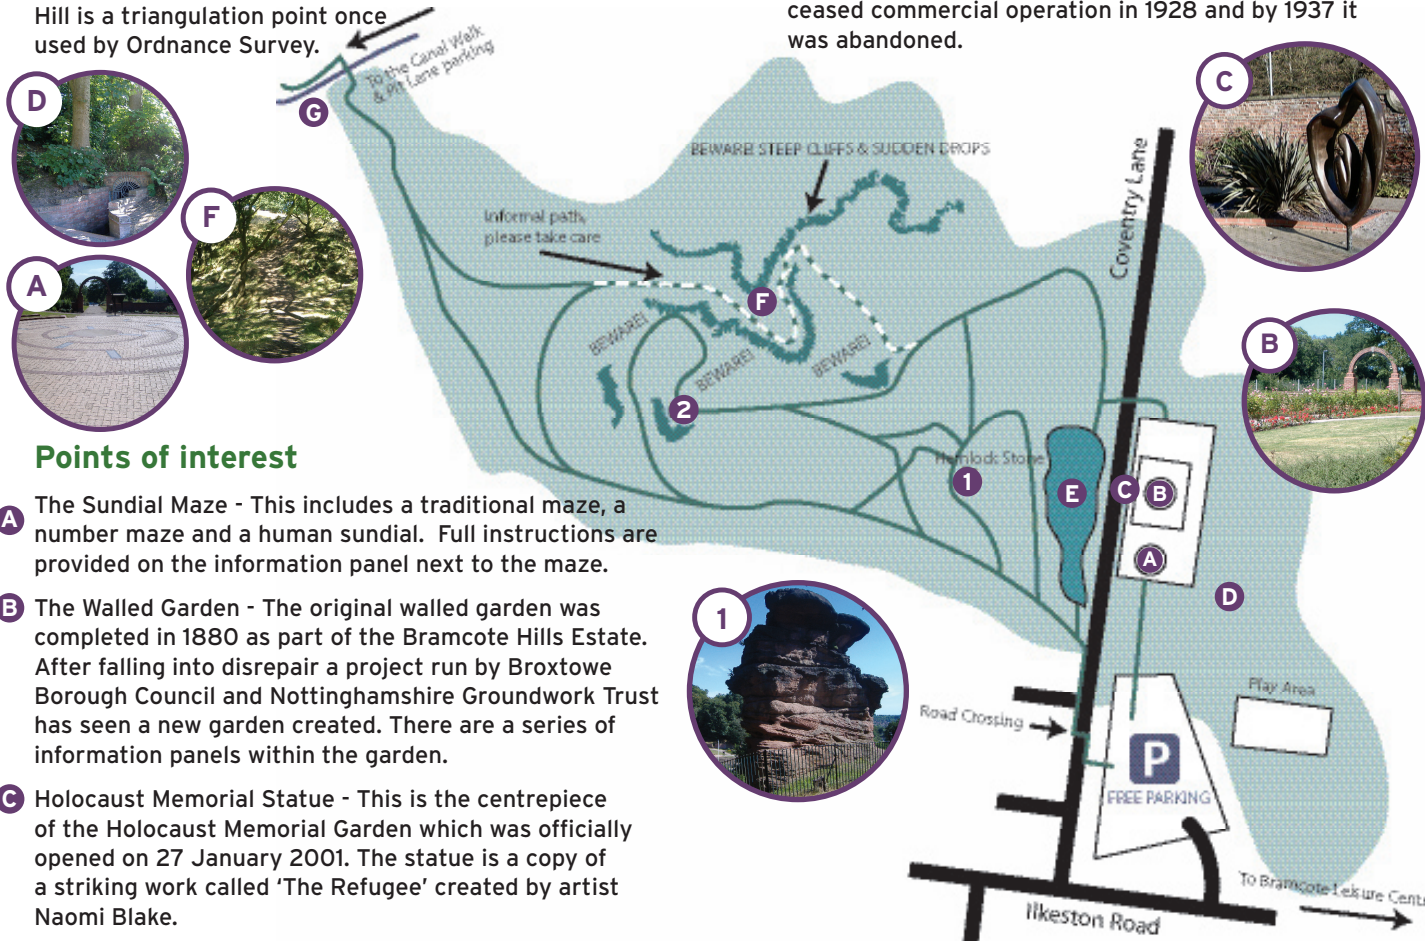 Hill is a triangulation point once
used by Ordnance Survey.
ceased commercial operation in 1928 and by 1937 it
was abandoned.
To the Canal Walk
& Pit Lane parking
G
D
F
A
C
B
BEWARE! STEEP CLIFFS & SUDDEN DROPS
Informal path,
please take care
Coventry Lane
F
BEWARE!
BEWARE!
BEWARE!
2
Hemlock Stone
1
E
C
B
A
D
Points of interest
A The Sundial Maze - This includes a traditional maze, a
number maze and a human sundial. Full instructions are
provided on the information panel next to the maze.
B The Walled Garden - The original walled garden was
completed in 1880 as part of the Bramcote Hills Estate.
After falling into disrepair a project run by Broxtowe
Borough Council and Nottinghamshire Groundwork Trust
has seen a new garden created. There are a series of
information panels within the garden.
C Holocaust Memorial Statue - This is the centrepiece
of the Holocaust Memorial Garden which was officially
opened on 27 January 2001. The statue is a copy of
a striking work called ‘The Refugee’ created by artist
Naomi Blake.
1
Play Area
Road Crossing
P
FREE PARKING
To Bramcote Leisure Centr
Ilkeston Road